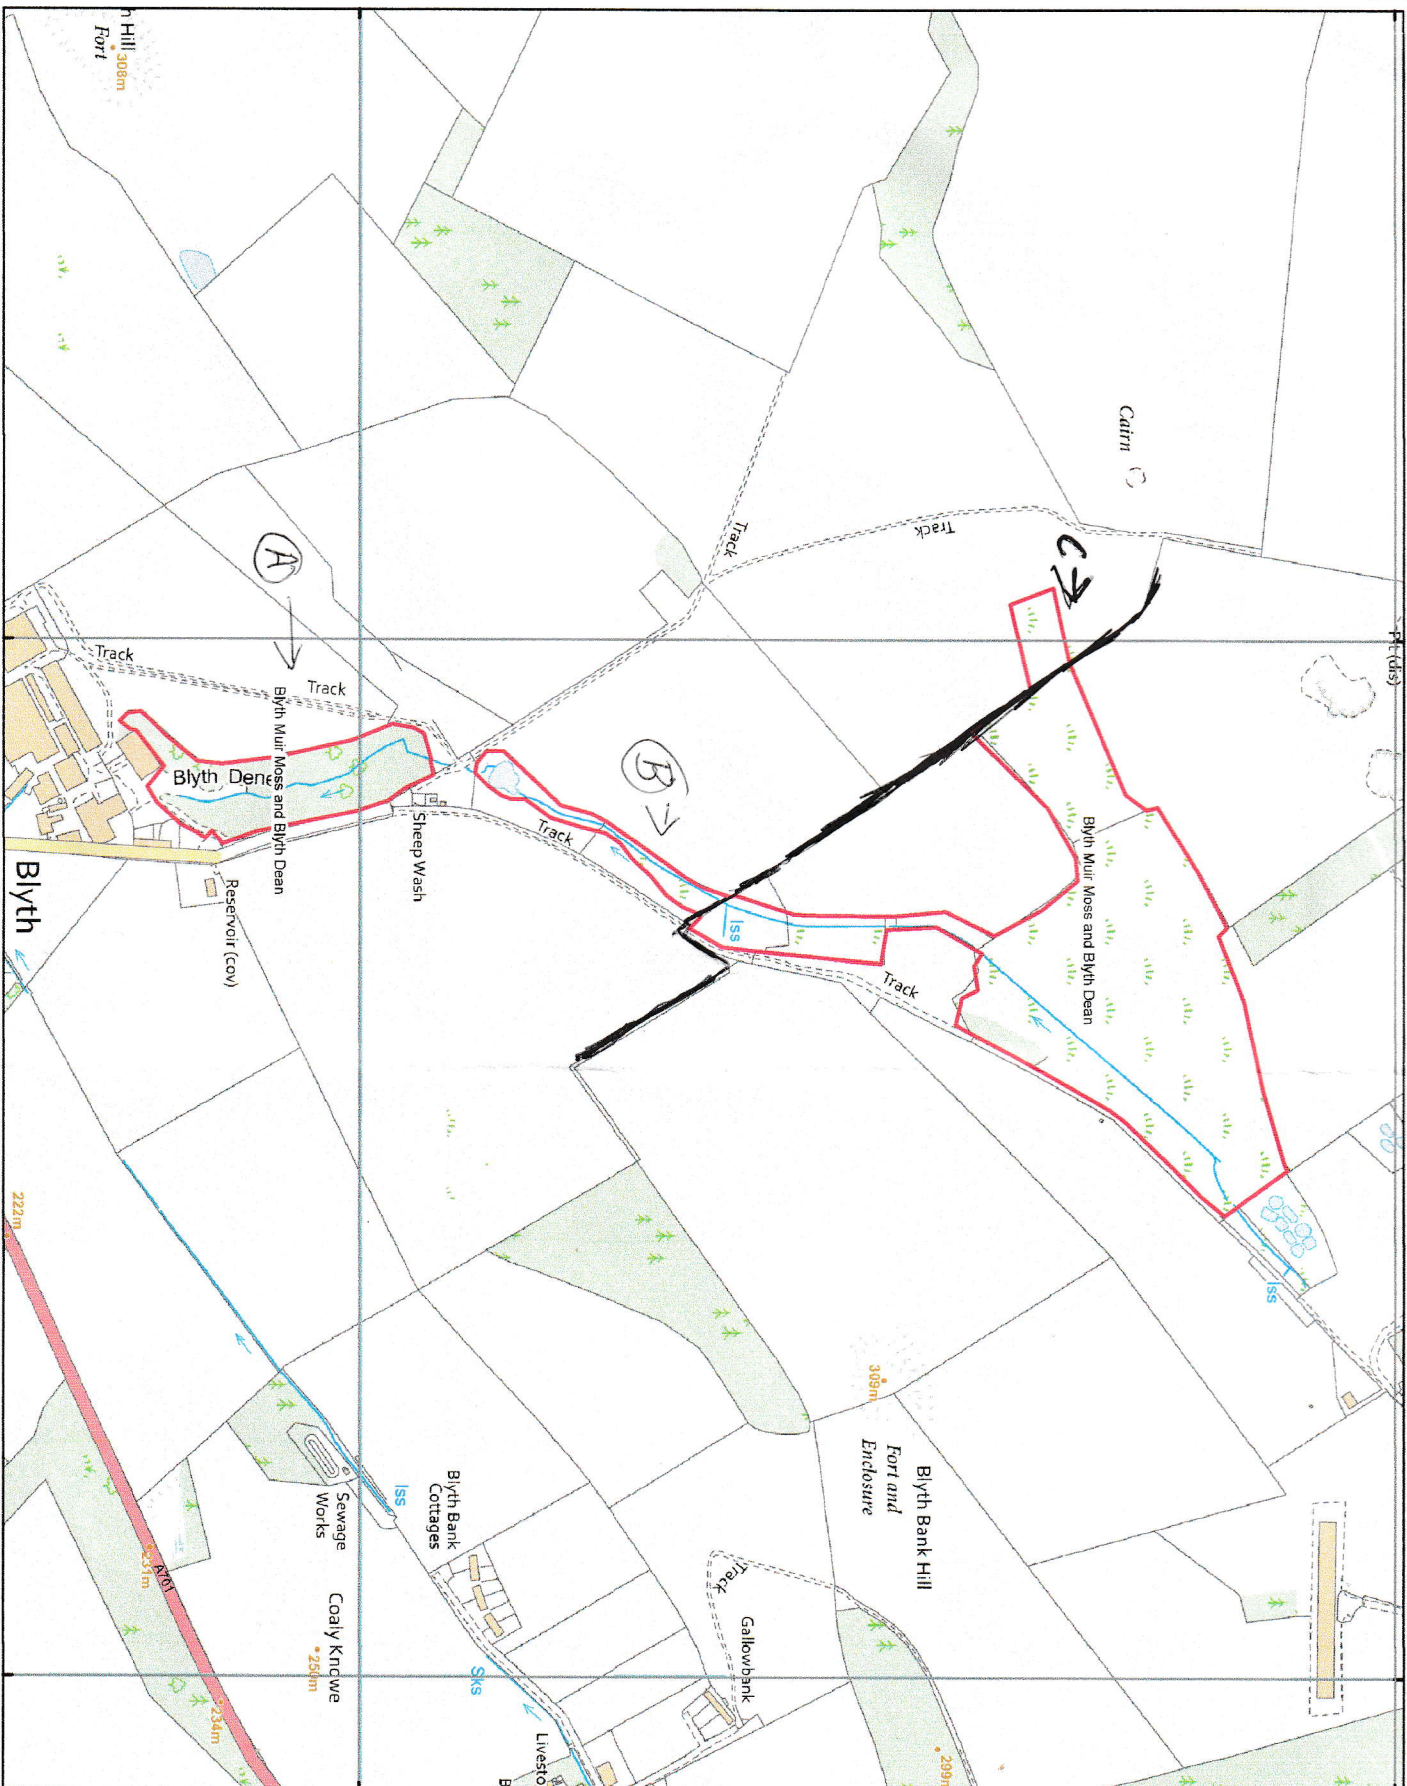 h Hill
Fort
308m
Cairn
Pit (dis)
Track
Track
C
A
B
Track
Track
Blyth Dene
Blyth Muir Moss and Blyth Dean
Sheep Wash
Track
Reservoir (cov)
Blyth
Iss
Track
Blyth Muir Moss and Blyth Dean
Iss
309m
Fort and
Enclosure
Blyth Bank Hill
222m
Iss
Sewage
Works
Blyth Bank
Cottages
231m
A701
Coaly Knowe
250m
234m
Sks
Track
Gallowbank
Livesto
B
299m